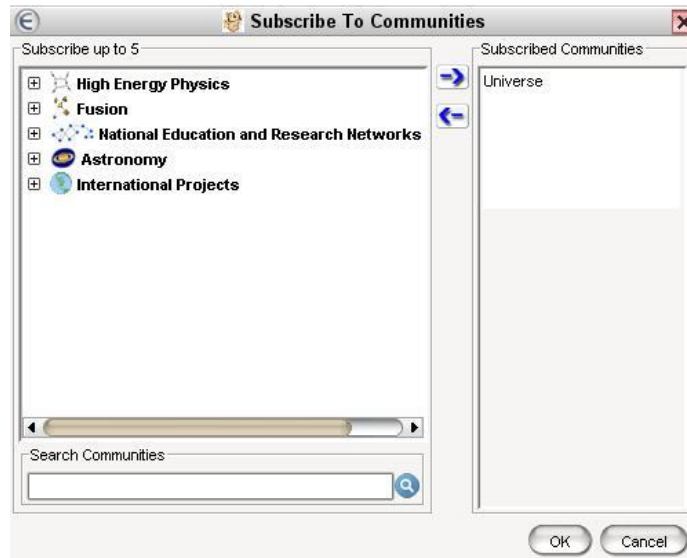 Subscribe To Communities
Subscribe up to 5
High Energy Physics
Fusion
National Education and Research Networks
Astronomy
International Projects
Search Communities
Subscribed Communities
Universe
OK
Cancel